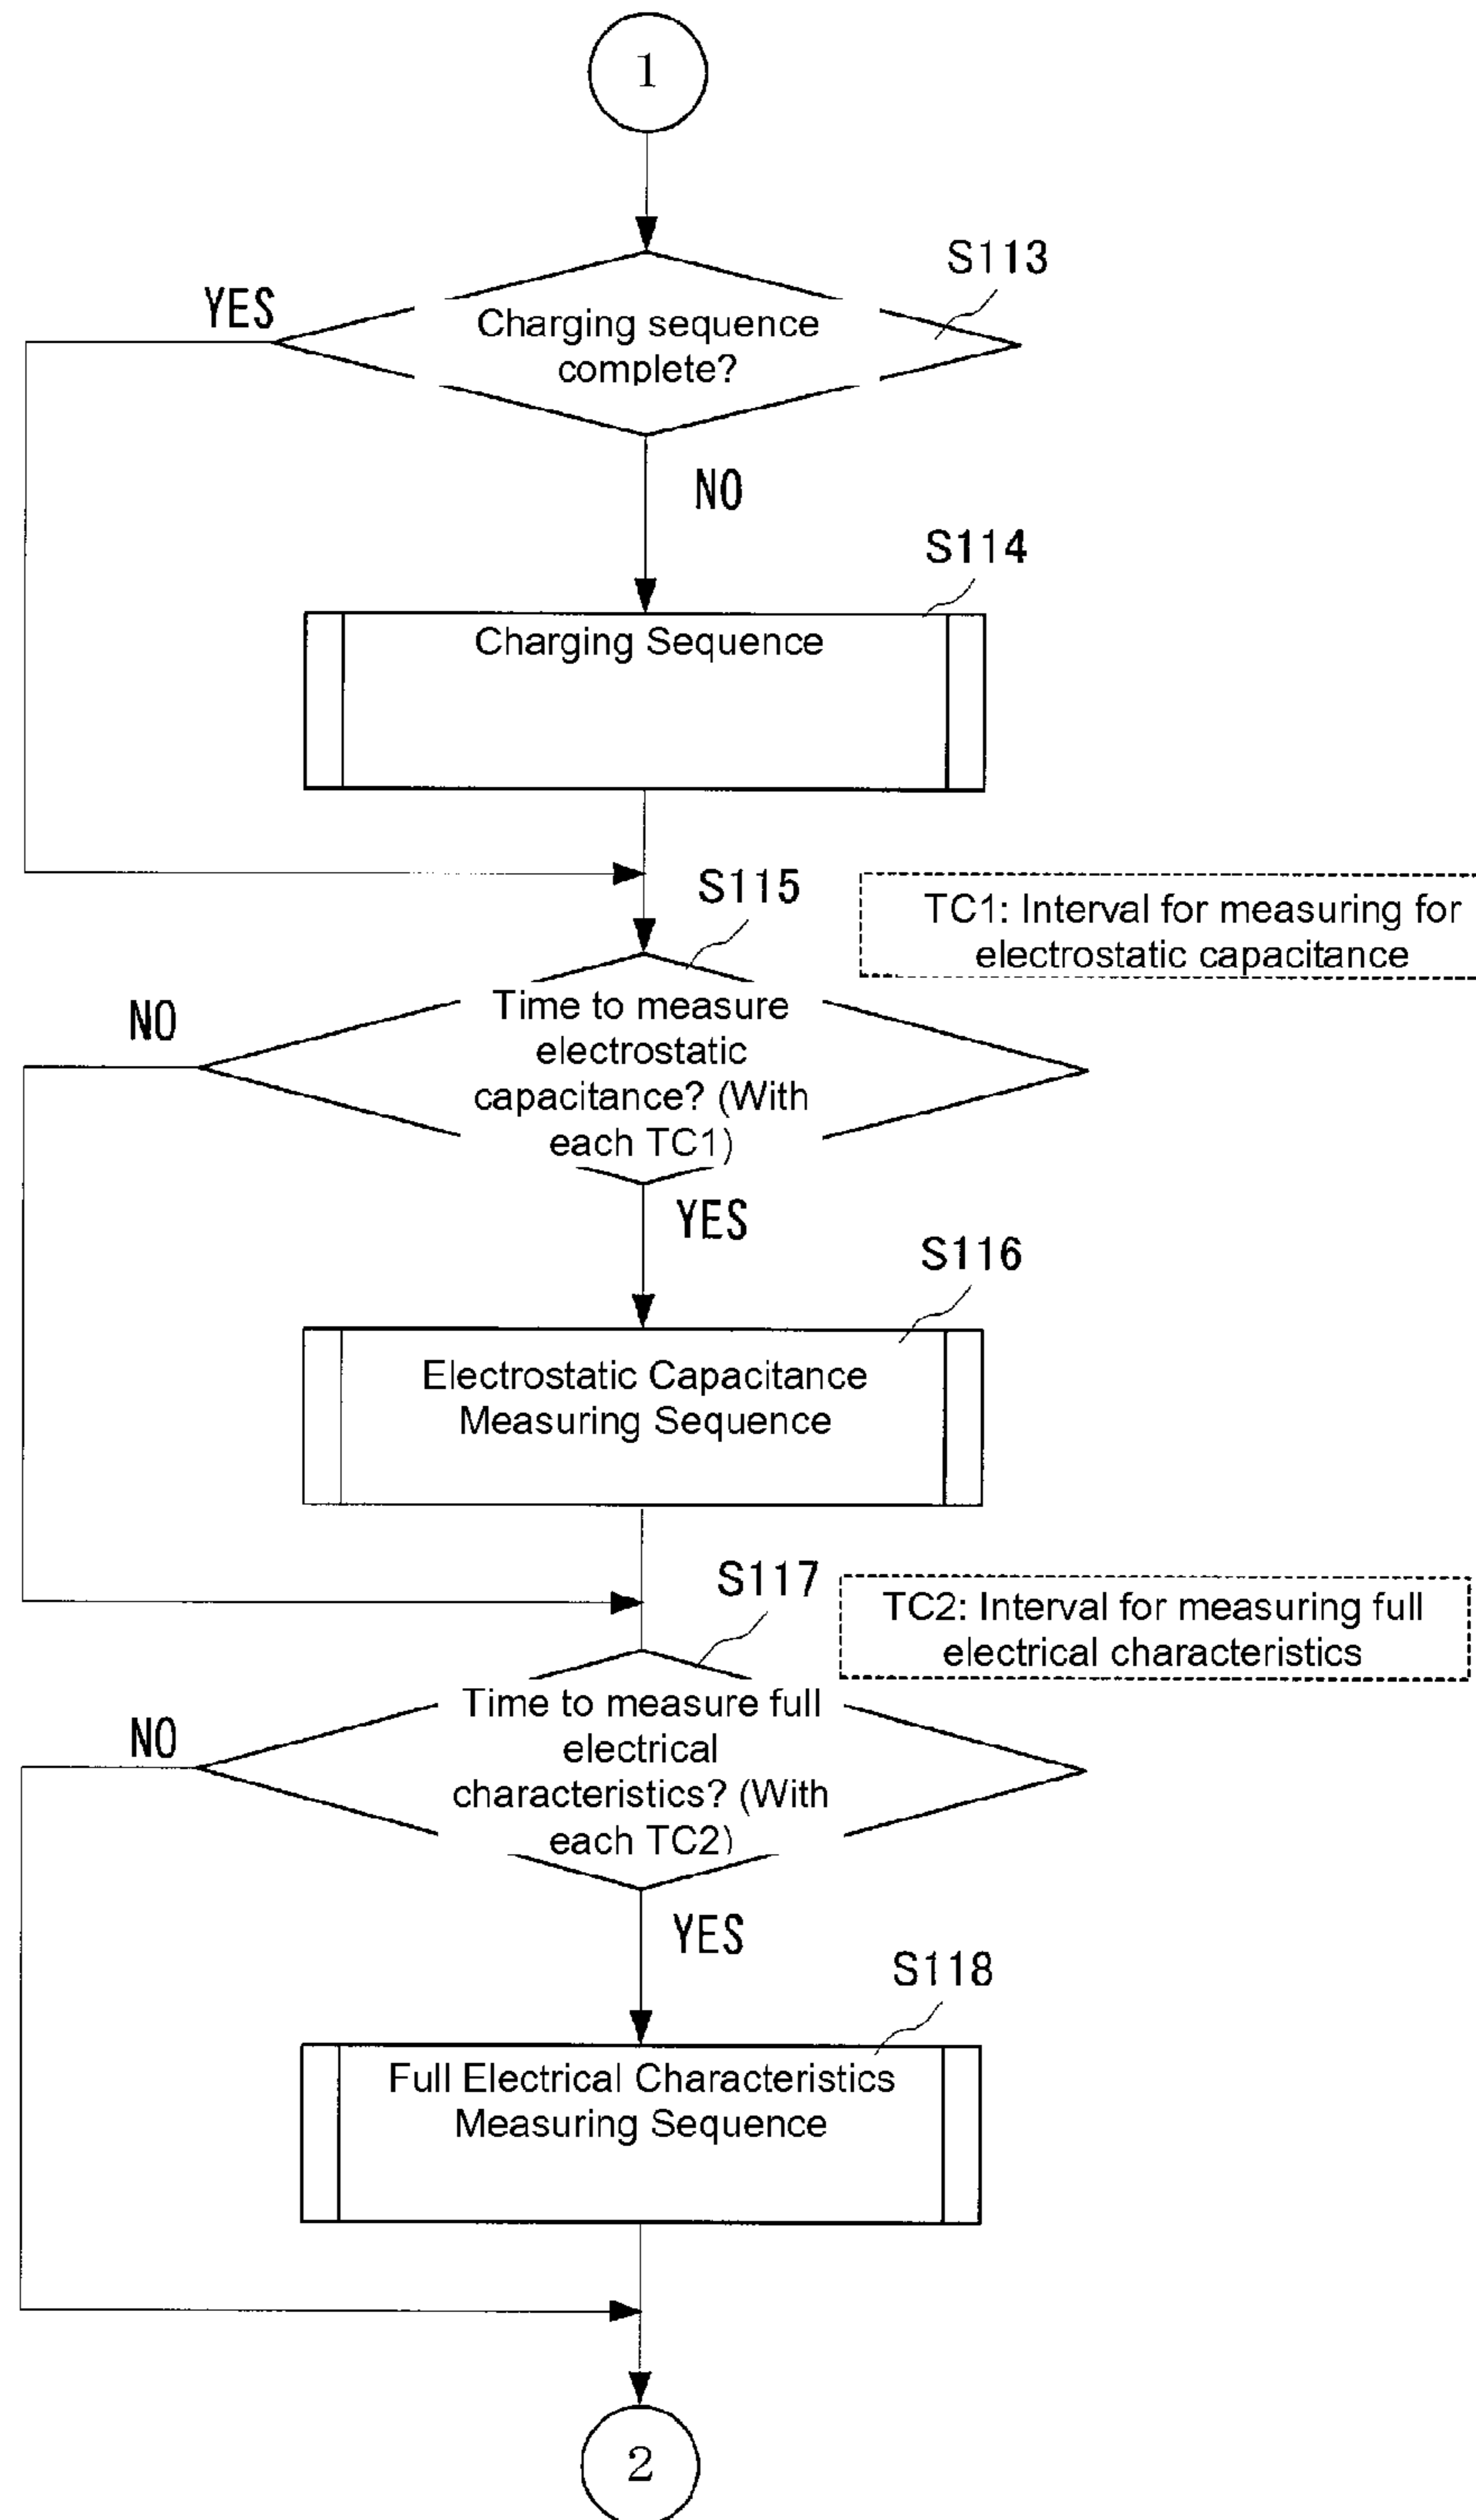 1
S113
YES
Charging sequence
complete?
NO
S114
Charging Sequence
S115
TC1: Interval for measuring for
electrostatic capacitance
NO
Time to measure
electrostatic
capacitance? (With
each TC1)
YES
S116
Electrostatic Capacitance
Measuring Sequence
S117
TC2: Interval for measuring full
electrical characteristics
NO
Time to measure full
electrical
characteristics? (With
each TC2)
YES
S118
Full Electrical Characteristics
Measuring Sequence
2